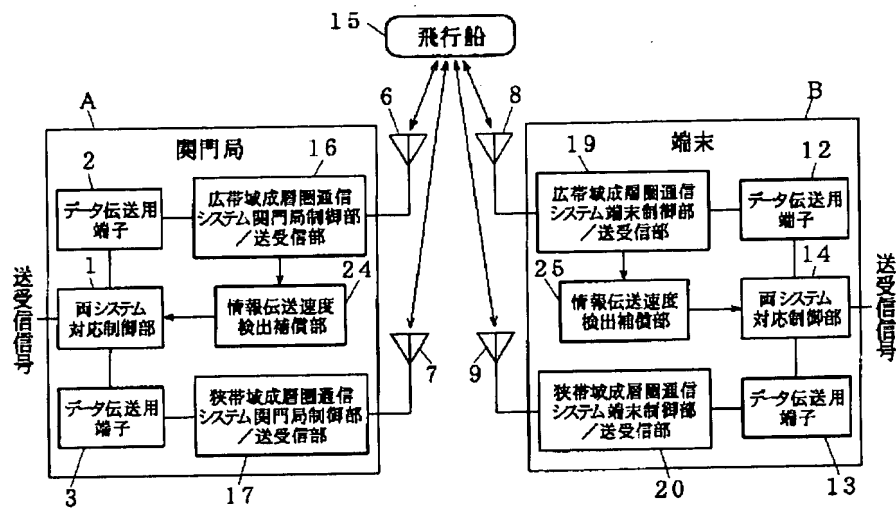 15
飛行船
A
6
8
B
関門局
端末
2
16
19
12
データ伝送用
端子
広帯域成層圏通信
システム関門局制御部
/送受信部
広帯域成層圏通信
システム端末制御部
/送受信部
データ伝送用
端子
送受信信号
1
両システム
対応制御部
24
情報伝送速度
検出補償部
25
情報伝送速度
検出補償部
14
両システム
対応制御部
送受信信号
7
9
データ伝送用
端子
狭帯域成層圏通信
システム関門局制御部
/送受信部
狭帯域成層圏通信
システム端末制御部
/送受信部
データ伝送用
端子
3
17
20
13